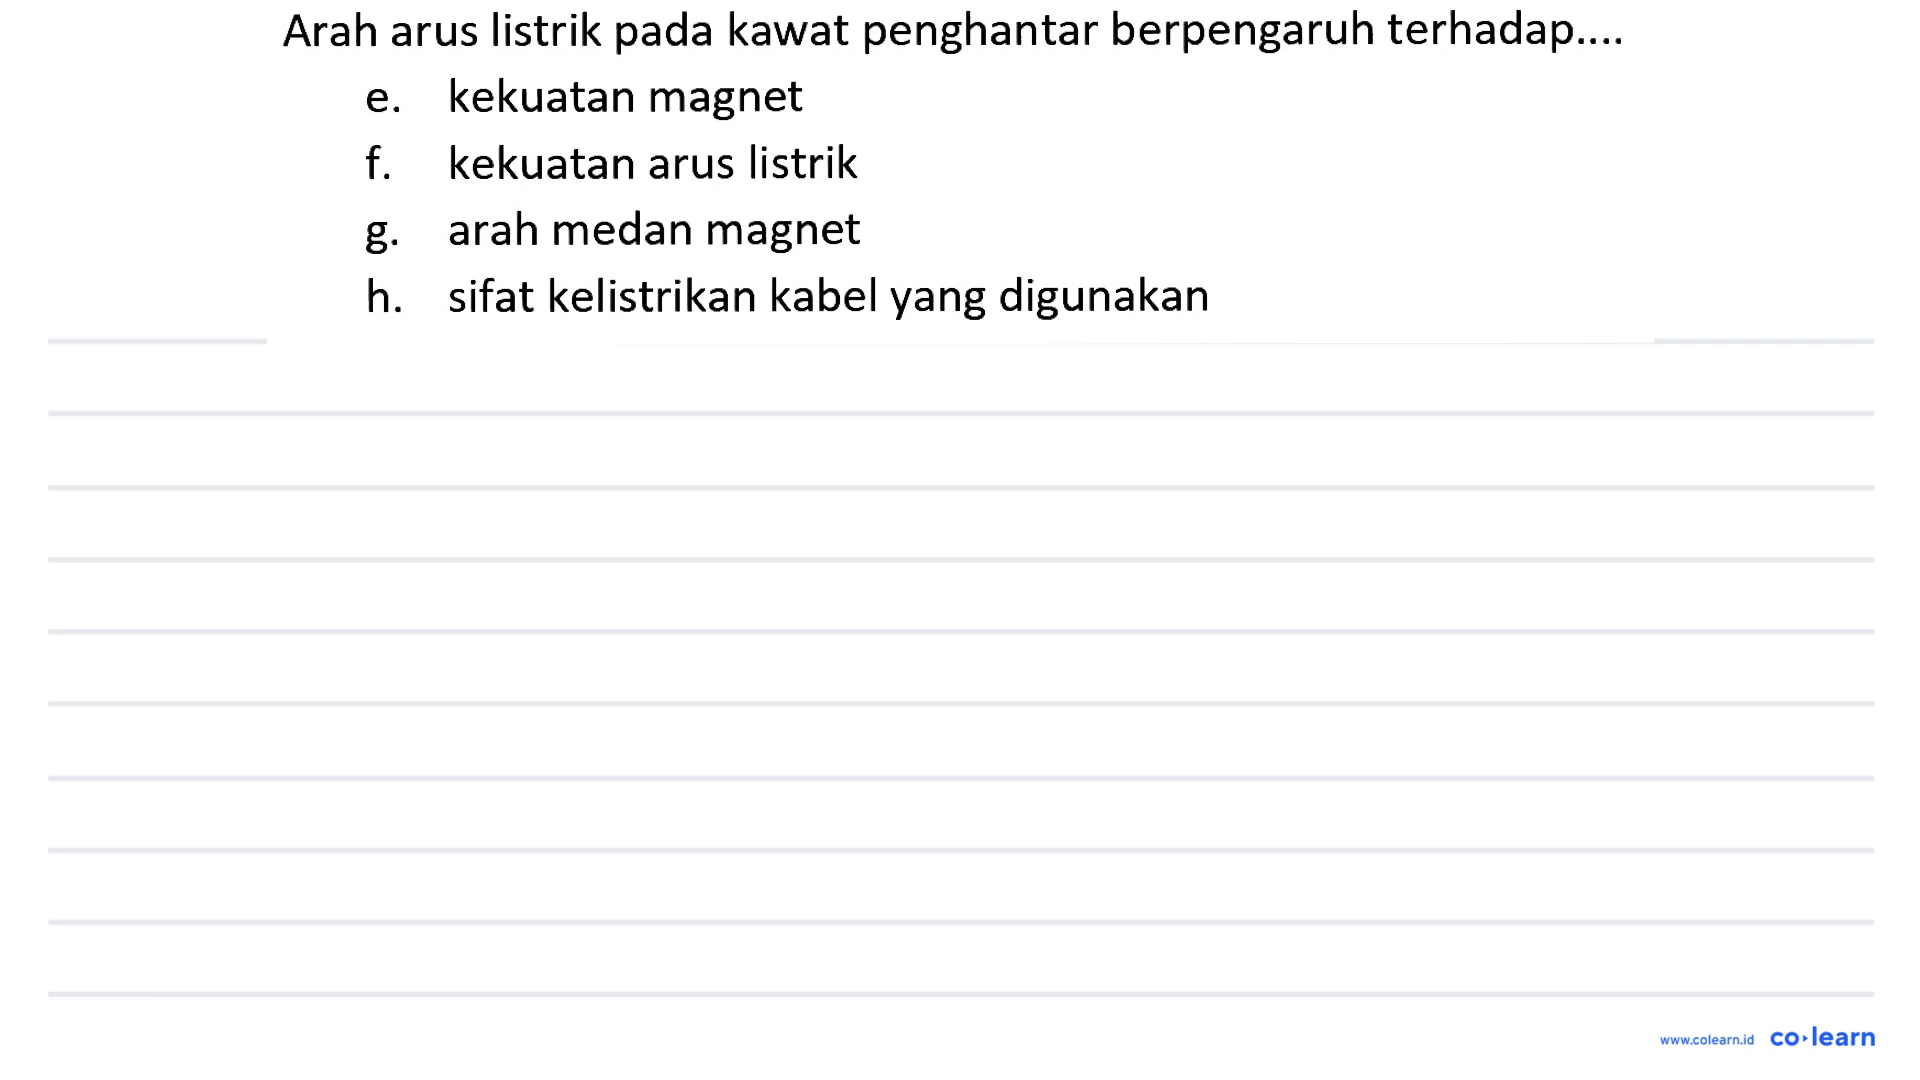 Arah arus listrik pada kawat penghantar berpengaruh terhadap....
e. kekuatan magnet
f. kekuatan arus listrik
g. arah medan magnet
h. sifat kelistrikan kabel yang digunakan
www.colearn.id co learn